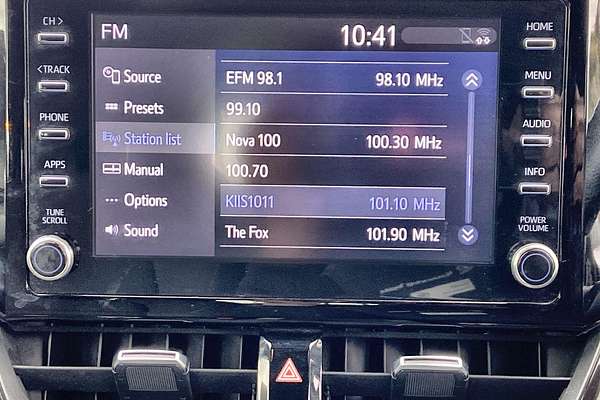 CH >
FM
10:41
HOME
< TRACK
Source
EFM 98.1
98.10 MHz
MENU
Presets
99.10
PHONE
Station list
Nova 100
100.30 MHz
AUDIO
APPS
Manual
100.70
INFO
Options
KIIS1011
101.10 MHz
TUNE
SCROLL
Sound
The Fox
101.90 MHz
POWER
VOLUME